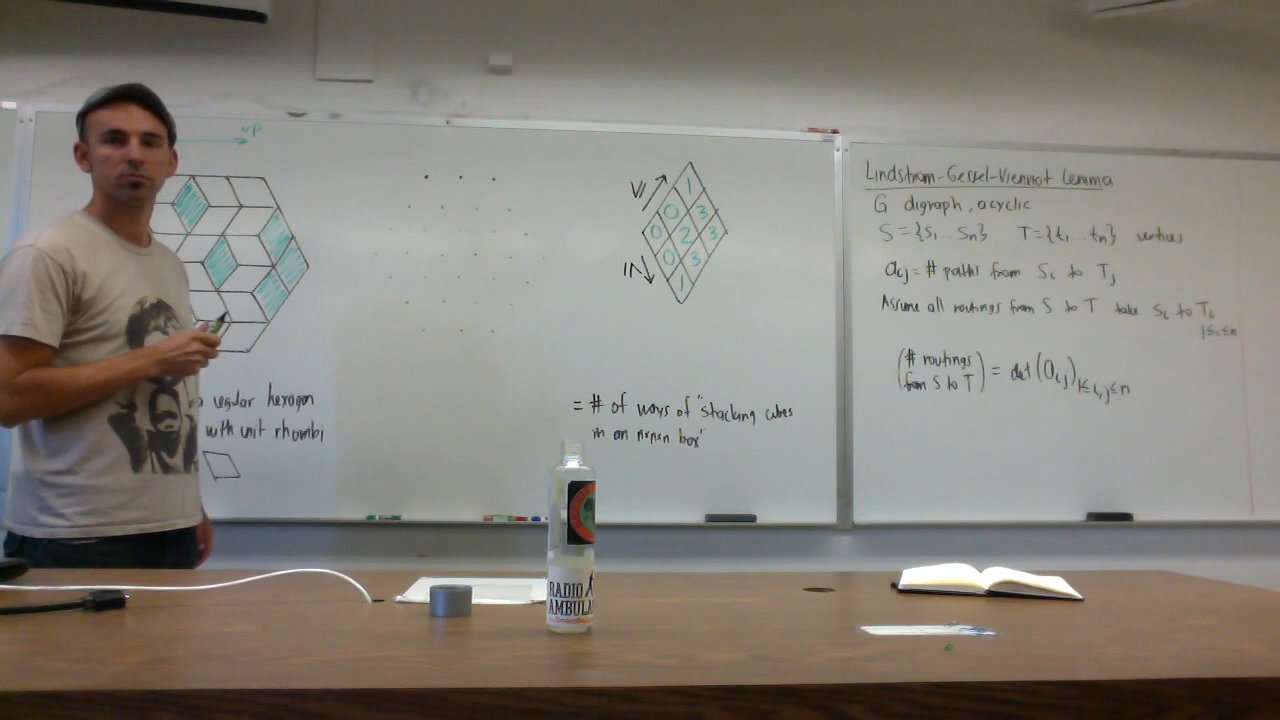 UP
regular hexagon
with unit rhombi
VI
1
0 3
0 2 3
0 3
1
= # of ways of "stacking cubes
in an nxnxn box"
Lindstrom-Gessel-Viennot Lemma
G digraph, acyclic
S={s₁...sₙ} T={t₁...tₙ} vertices
aᵢⱼ = # paths from Sᵢ to Tⱼ
Assume all routings from S to T take Sᵢ to Tᵢ
1≤i≤n
(# routings from S to T) = det(aᵢⱼ)1≤i,j≤n
RADIO
AMBULA